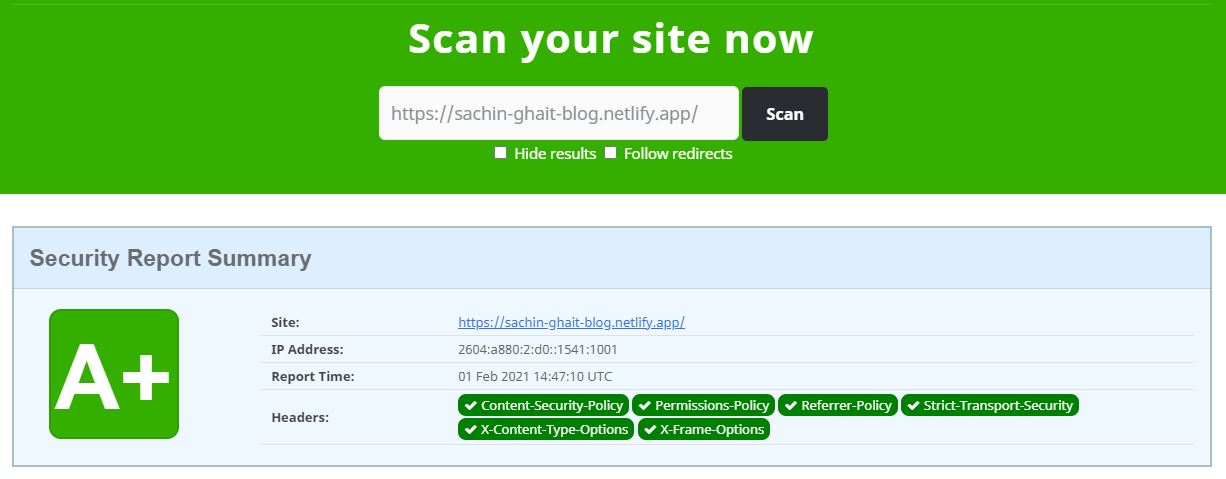 Scan your site now
https://sachin-ghait-blog.netlify.app/ Scan
Hide results Follow redirects
Security Report Summary
A+
Site: https://sachin-ghait-blog.netlify.app/
IP Address: 2604:a880:2:d0::1541:1001
Report Time: 01 Feb 2021 14:47:10 UTC
Headers: Content-Security-Policy Permissions-Policy Referrer-Policy Strict-Transport-Security
X-Content-Type-Options X-Frame-Options